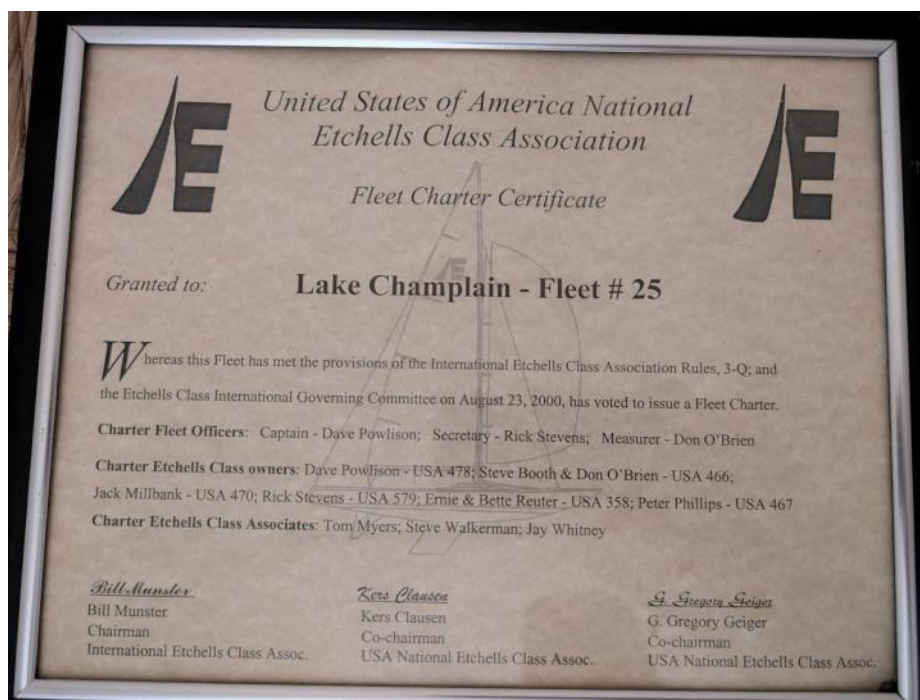 United States of America National
Etchells Class Association
Fleet Charter Certificate
Granted to: Lake Champlain - Fleet # 25
Whereas this Fleet has met the provisions of the International Etchells Class Association Rules, 3-Q; and
the Etchells Class International Governing Committee on August 23, 2000, has voted to issue a Fleet Charter.
Charter Fleet Officers: Captain - Dave Powlison; Secretary - Rick Stevens; Measurer - Don O'Brien
Charter Etchells Class owners: Dave Powlison - USA 478; Steve Booth & Don O'Brien - USA 466;
Jack Millbank - USA 470; Rick Stevens - USA 579; Ernie & Bette Reuter - USA 358; Peter Phillips - USA 467
Charter Etchells Class Associates: Tom Myers; Steve Walkerman; Jay Whitney
Bill Munster
Bill Munster
Chairman
International Etchells Class Assoc.
Kers Clausen
Kers Clausen
Co-chairman
USA National Etchells Class Assoc.
G. Gregory Geiger
G. Gregory Geiger
Co-chairman
USA National Etchells Class Assoc.